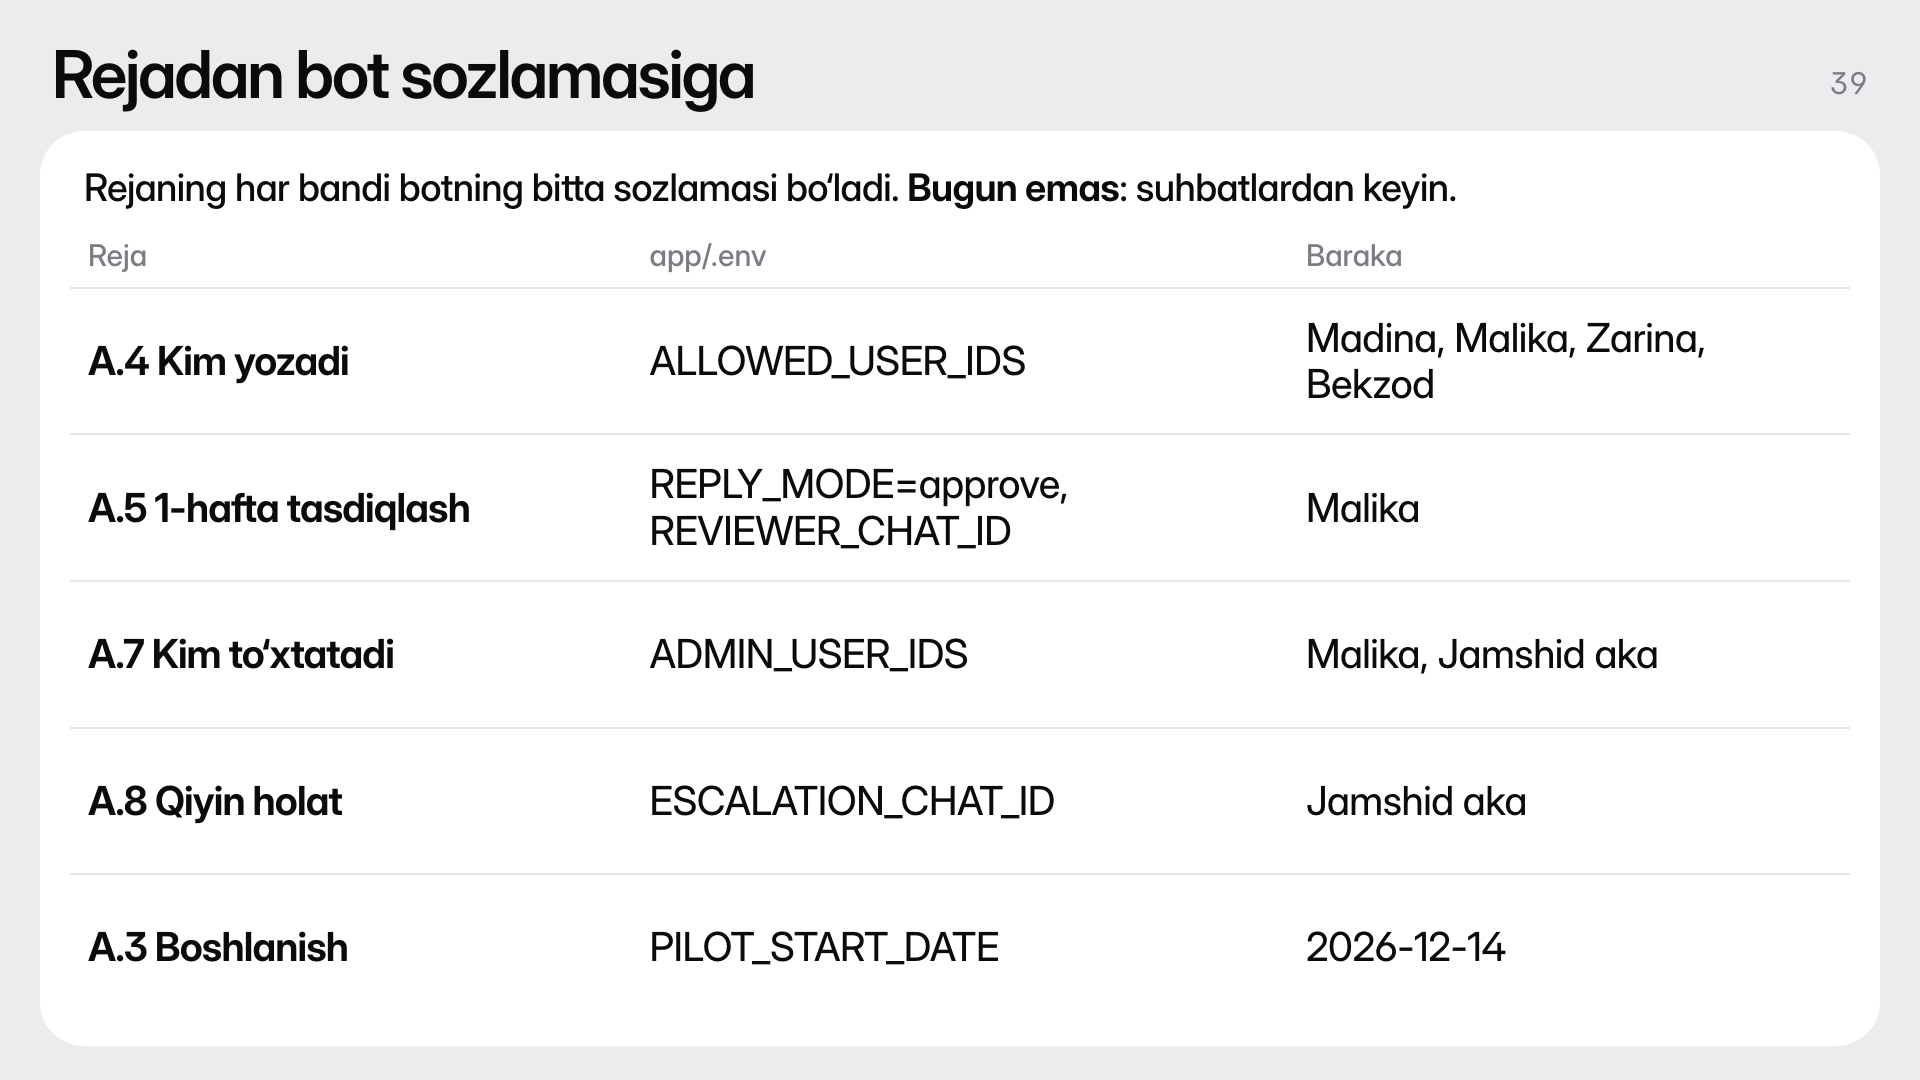 Rejadan bot sozlamasiga
39
Rejaning har bandi botning bitta sozlamasi bo‘ladi. Bugun emas: suhbatlardan keyin.
Reja
app/.env
Baraka
A.4 Kim yozadi
ALLOWED_USER_IDS
Madina, Malika, Zarina,
Bekzod
A.5 1-hafta tasdiqlash
REPLY_MODE=approve,
REVIEWER_CHAT_ID
Malika
A.7 Kim to‘xtatadi
ADMIN_USER_IDS
Malika, Jamshid aka
A.8 Qiyin holat
ESCALATION_CHAT_ID
Jamshid aka
A.3 Boshlanish
PILOT_START_DATE
2026-12-14